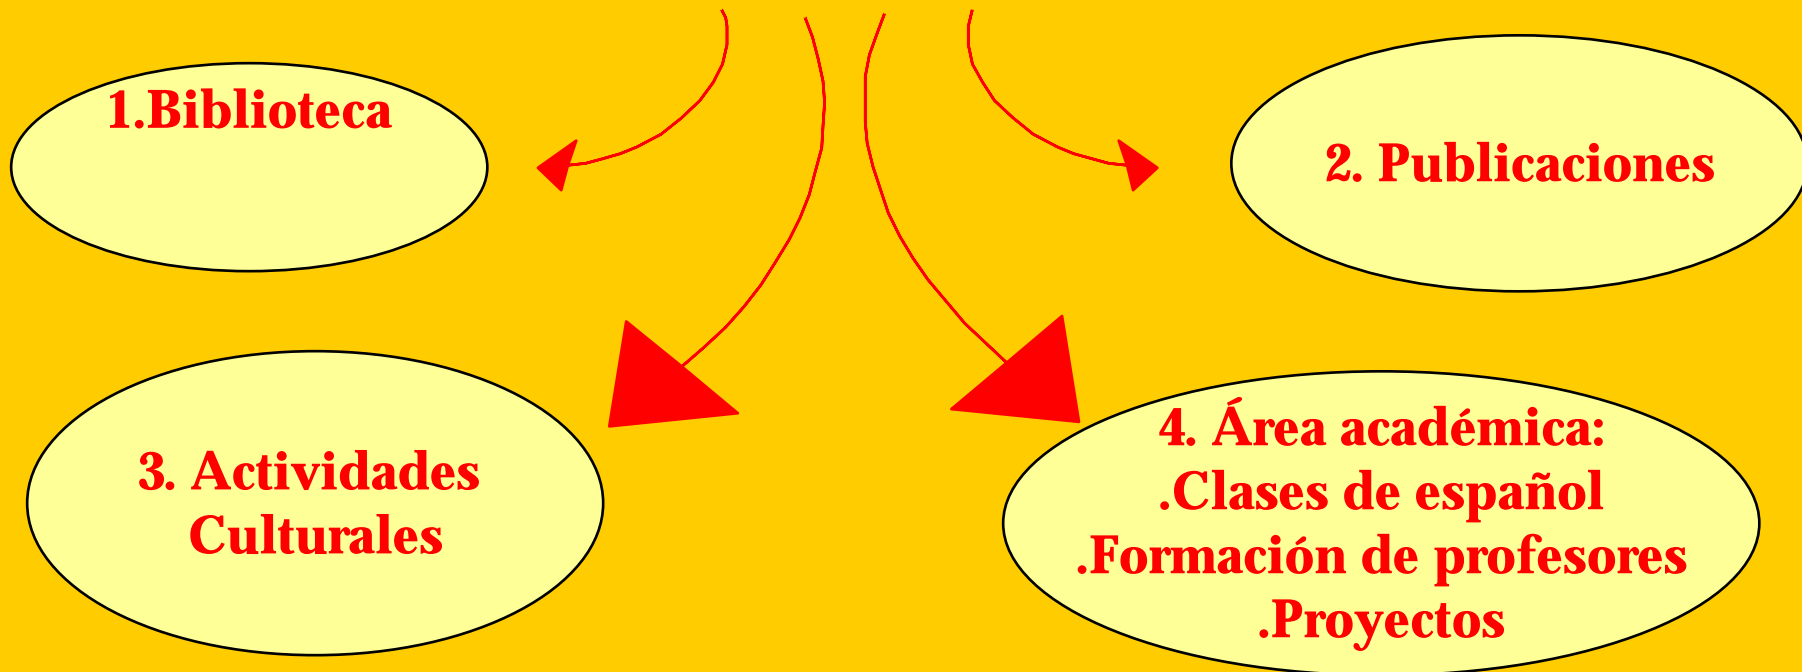 1.Biblioteca
2. Publicaciones
3. Actividades
Culturales
4. Área académica:
.Clases de español
.Formación de profesores
.Proyectos